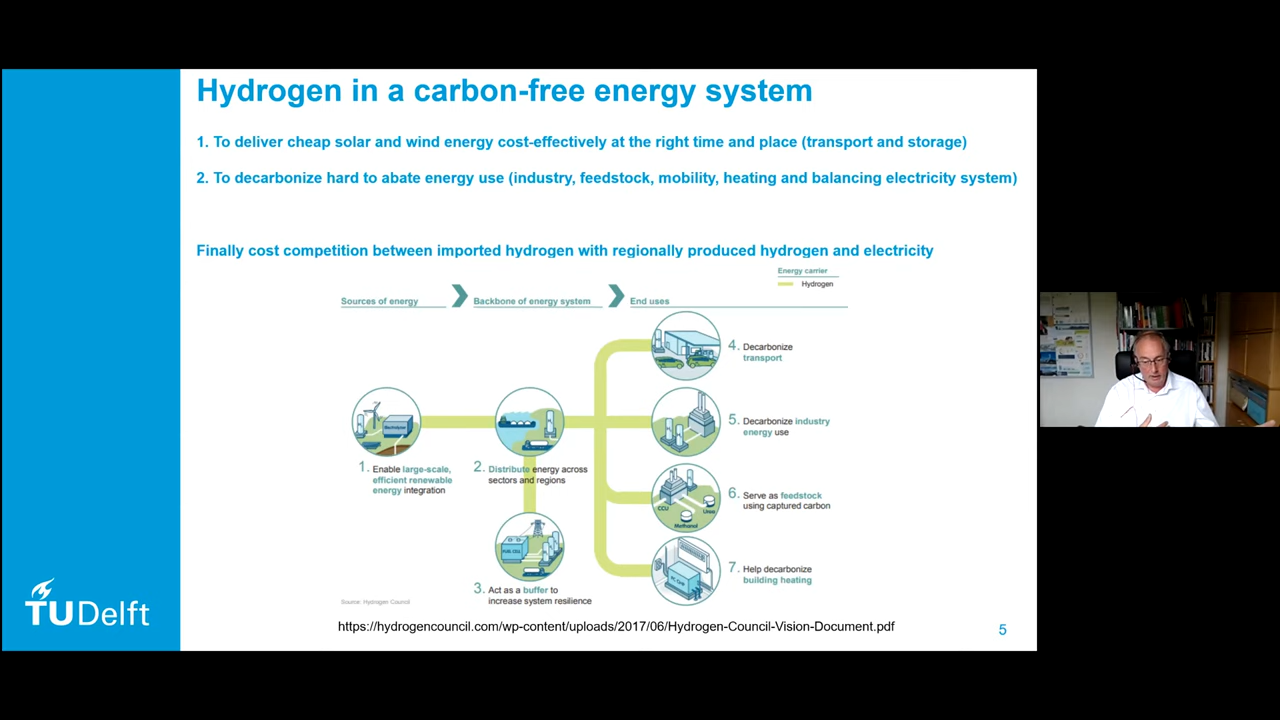 Hydrogen in a carbon-free energy system
1. To deliver cheap solar and wind energy cost-effectively at the right time and place (transport and storage)
2. To decarbonize hard to abate energy use (industry, feedstock, mobility, heating and balancing electricity system)
Finally cost competition between imported hydrogen with regionally produced hydrogen and electricity
Energy carrier
Hydrogen
Sources of energy
Backbone of energy system
End uses
4. Decarbonize
transport
Electrolyzer
5. Decarbonize industry
energy use
1. Enable large-scale,
efficient renewable
energy integration
2. Distribute energy across
sectors and regions
CCU
Methanol
Urea
6. Serve as feedstock
using captured carbon
FUEL CELL
3. Act as a buffer to
increase system resilience
7. Help decarbonize
building heating
Source: Hydrogen Council
https://hydrogencouncil.com/wp-content/uploads/2017/06/Hydrogen-Council-Vision-Document.pdf
5
TUDelft